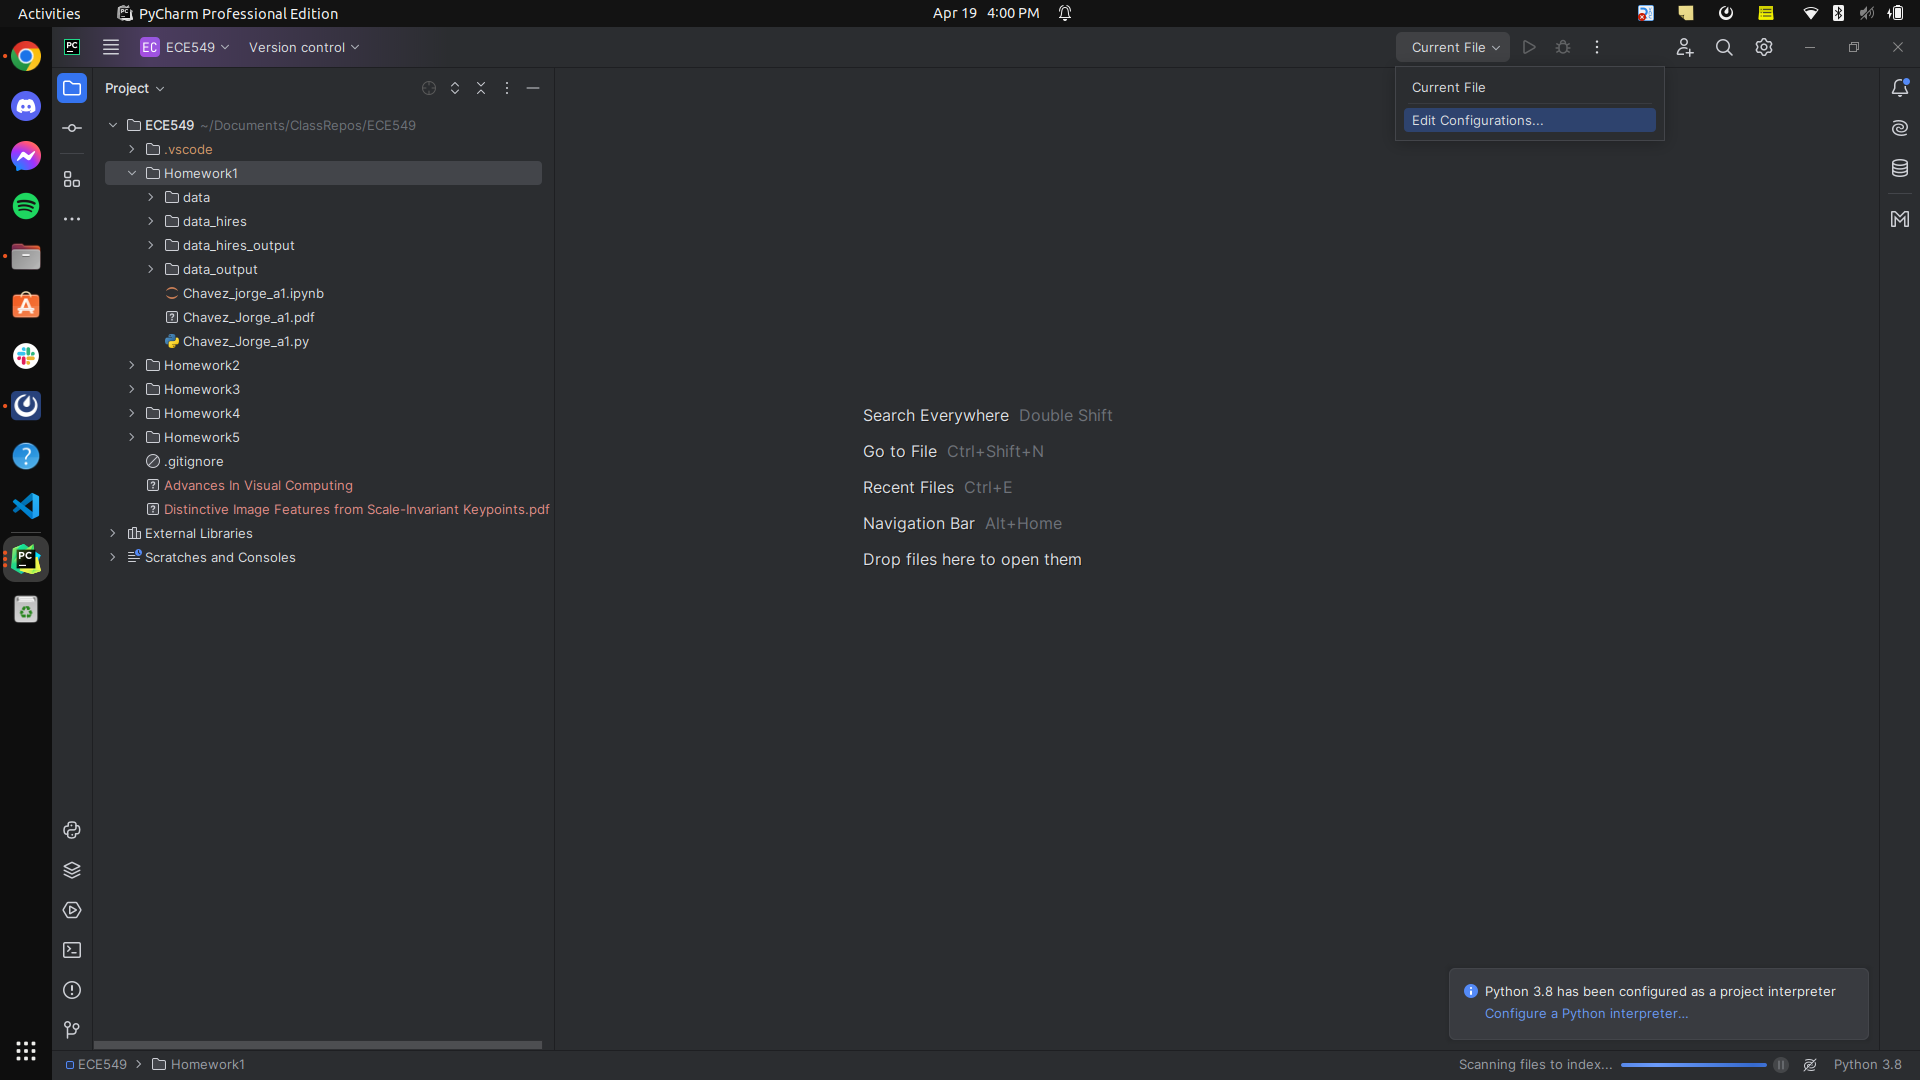 Activities
PyCharm Professional Edition
Apr 19 4:00 PM
PC
EC ECE549
Version control
Current File
Project
Current File
Edit Configurations...
ECE549 ~/Documents/ClassRepos/ECE549
.vscode
Homework1
data
data_hires
data_hires_output
data_output
Chavez_jorge_a1.ipynb
Chavez_Jorge_a1.pdf
Chavez_Jorge_a1.py
Homework2
Homework3
Homework4
Homework5
.gitignore
Advances In Visual Computing
Distinctive Image Features from Scale-Invariant Keypoints.pdf
External Libraries
Scratches and Consoles
Search Everywhere Double Shift
Go to File Ctrl+Shift+N
Recent Files Ctrl+E
Navigation Bar Alt+Home
Drop files here to open them
PC
Python 3.8 has been configured as a project interpreter
Configure a Python interpreter...
ECE549
Homework1
Scanning files to index...
Python 3.8